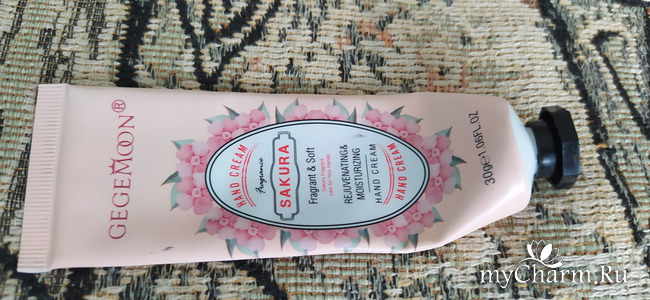 GEGEMOON®
HAND CREAM
Fragrance
SAKURA
Fragrant & Soft
REJUVENATING&
MOISTURIZING
HAND CREAM
HAND CREAM
30g℮1.06FL.OZ
myCharm.Ru